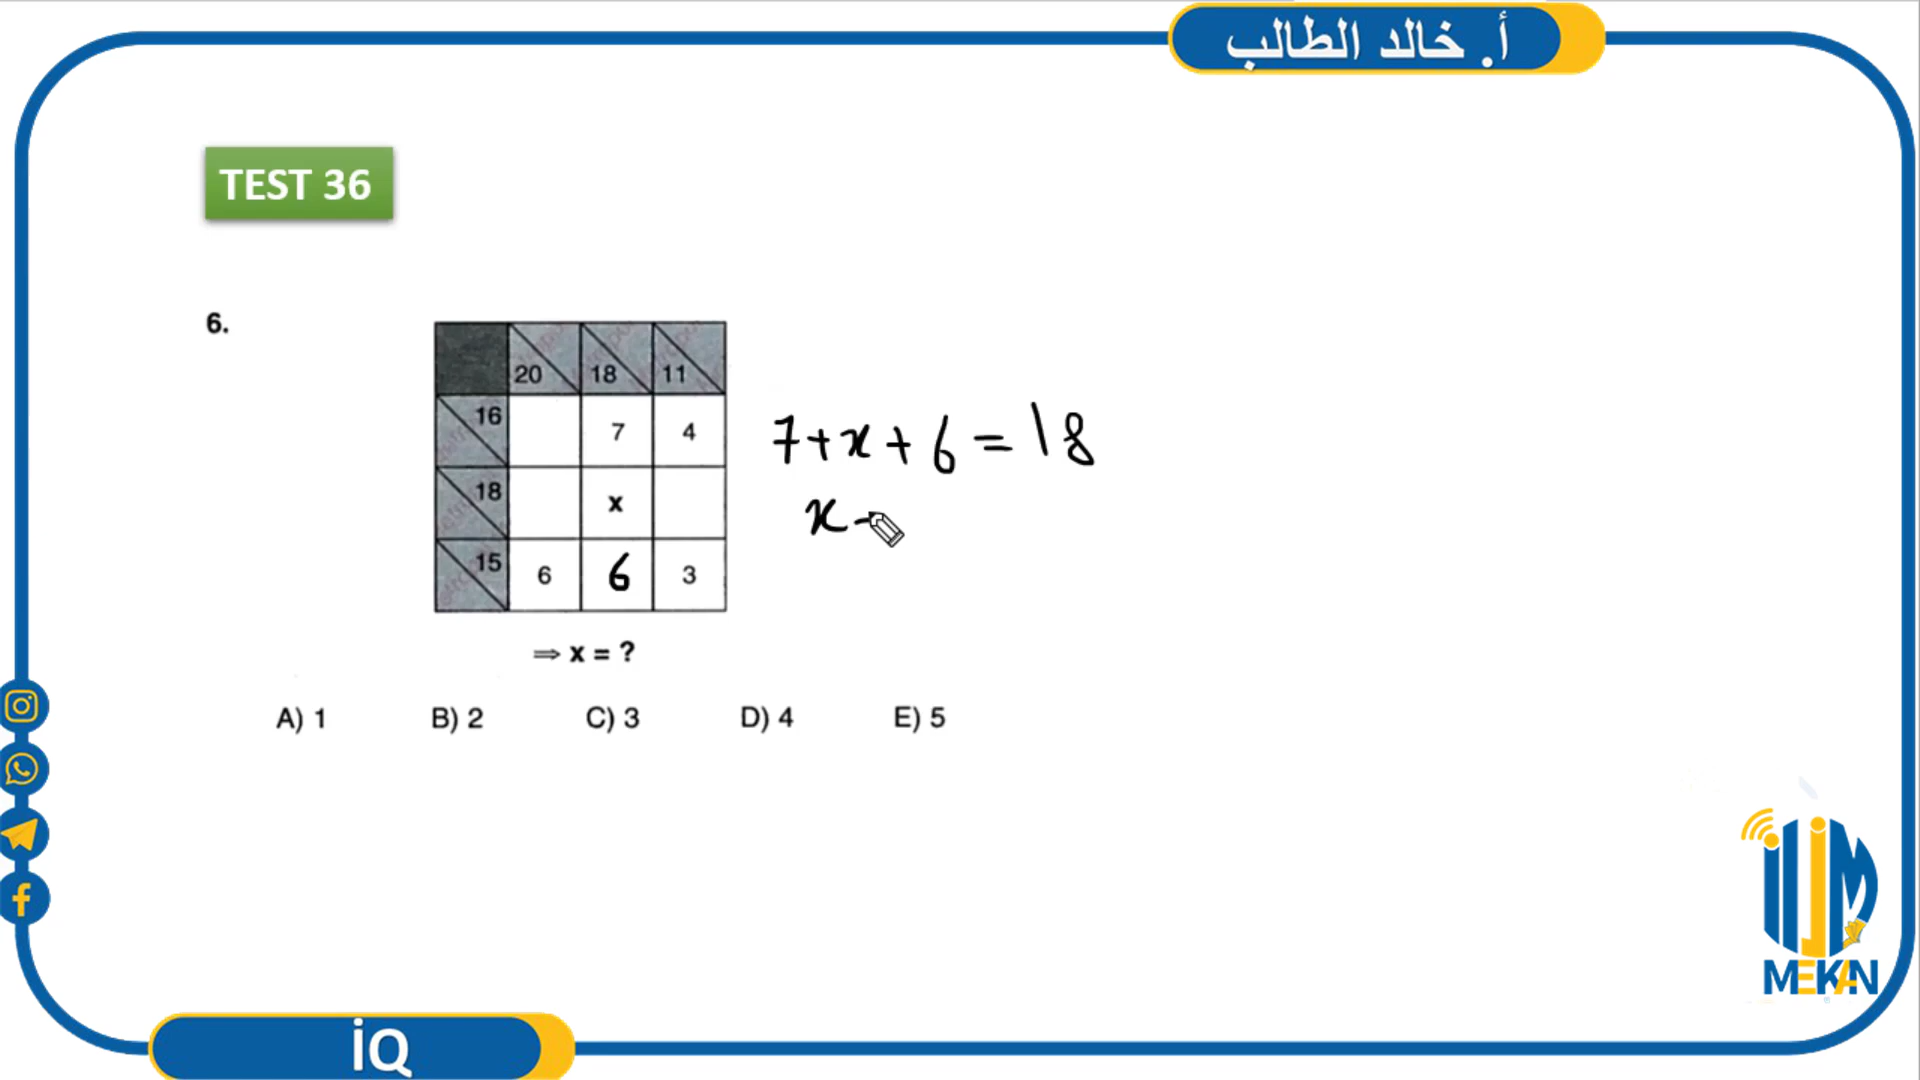 أ. خالد الطالب
TEST 36
6.
20 18 11
16 7 4
18 x
15 6 6 3
7+x+6=18
x-
⇒ x = ?
A) 1 B) 2 C) 3 D) 4 E) 5
MEKAN
İQ